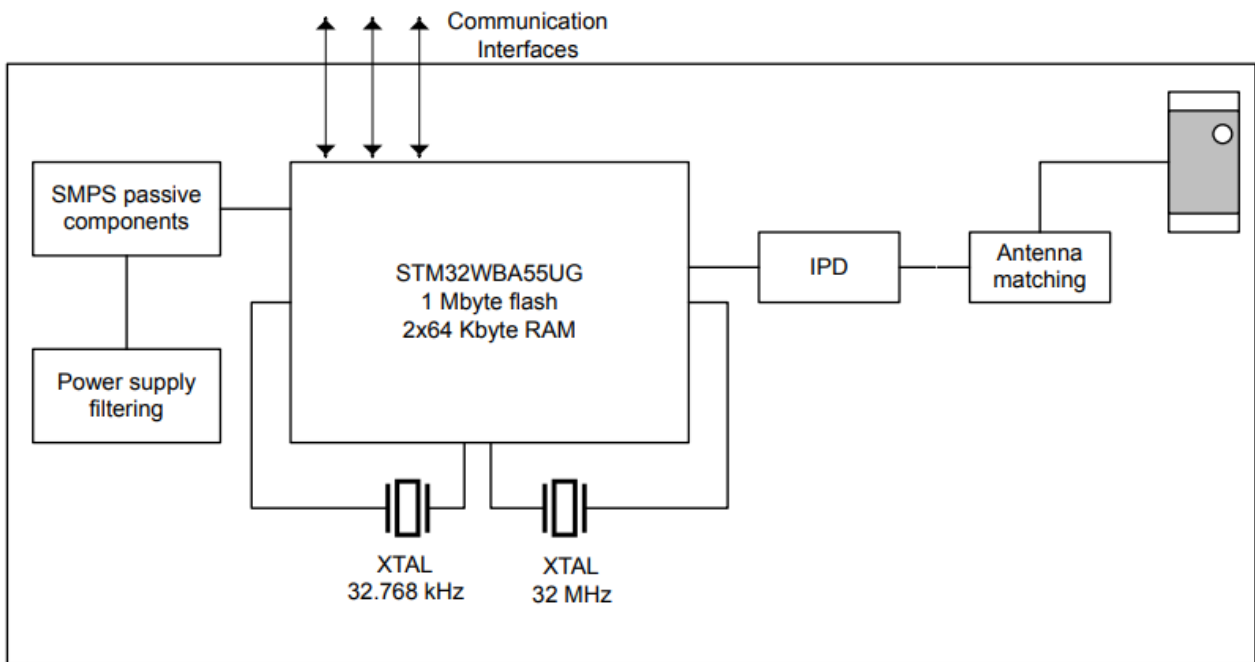 Communication
Interfaces
SMPS passive
components
STM32WBA55UG
1 Mbyte flash
2x64 Kbyte RAM
IPD
Antenna
matching
Power supply
filtering
XTAL
32.768 kHz
XTAL
32 MHz